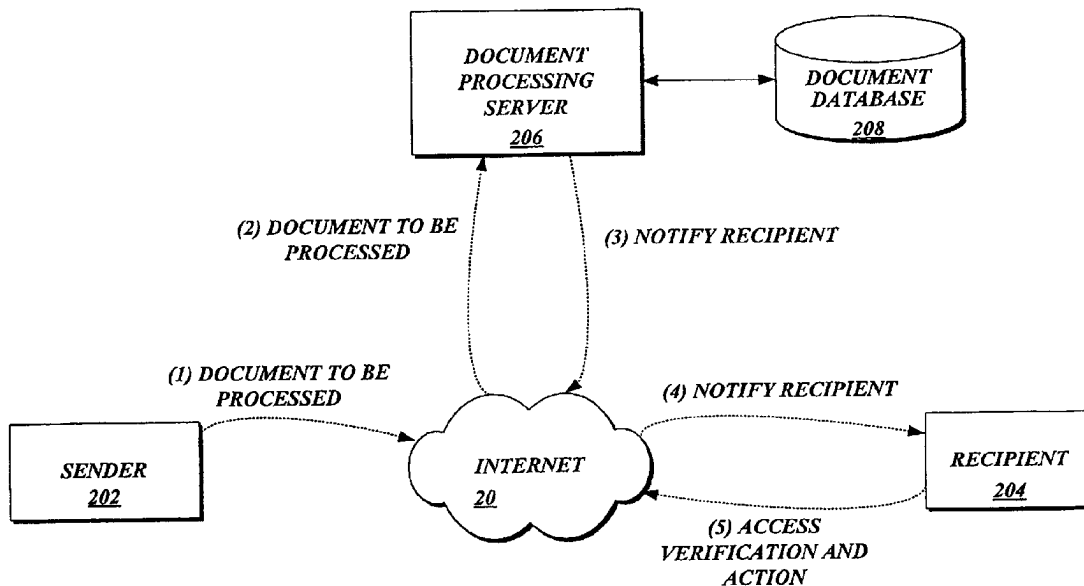 DOCUMENT
PROCESSING
SERVER
206
DOCUMENT
DATABASE
208
(2) DOCUMENT TO BE
PROCESSED
(3) NOTIFY RECIPIENT
(1) DOCUMENT TO BE
PROCESSED
(4) NOTIFY RECIPIENT
SENDER
202
INTERNET
20
RECIPIENT
204
(5) ACCESS
VERIFICATION AND
ACTION